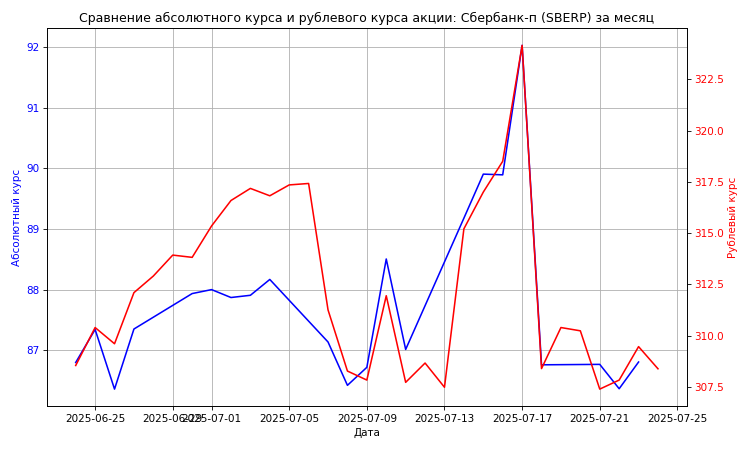 Сравнение абсолютного курса и рублевого курса акции: Сбербанк-п (SBERP) за месяц
92
91
90
89
88
87
Абсолютный курс
322.5
320.0
317.5
315.0
312.5
310.0
307.5
Рублевый курс
2025-06-25 2025-06-29 2025-07-01 2025-07-05 2025-07-09 2025-07-13 2025-07-17 2025-07-21 2025-07-25
Дата